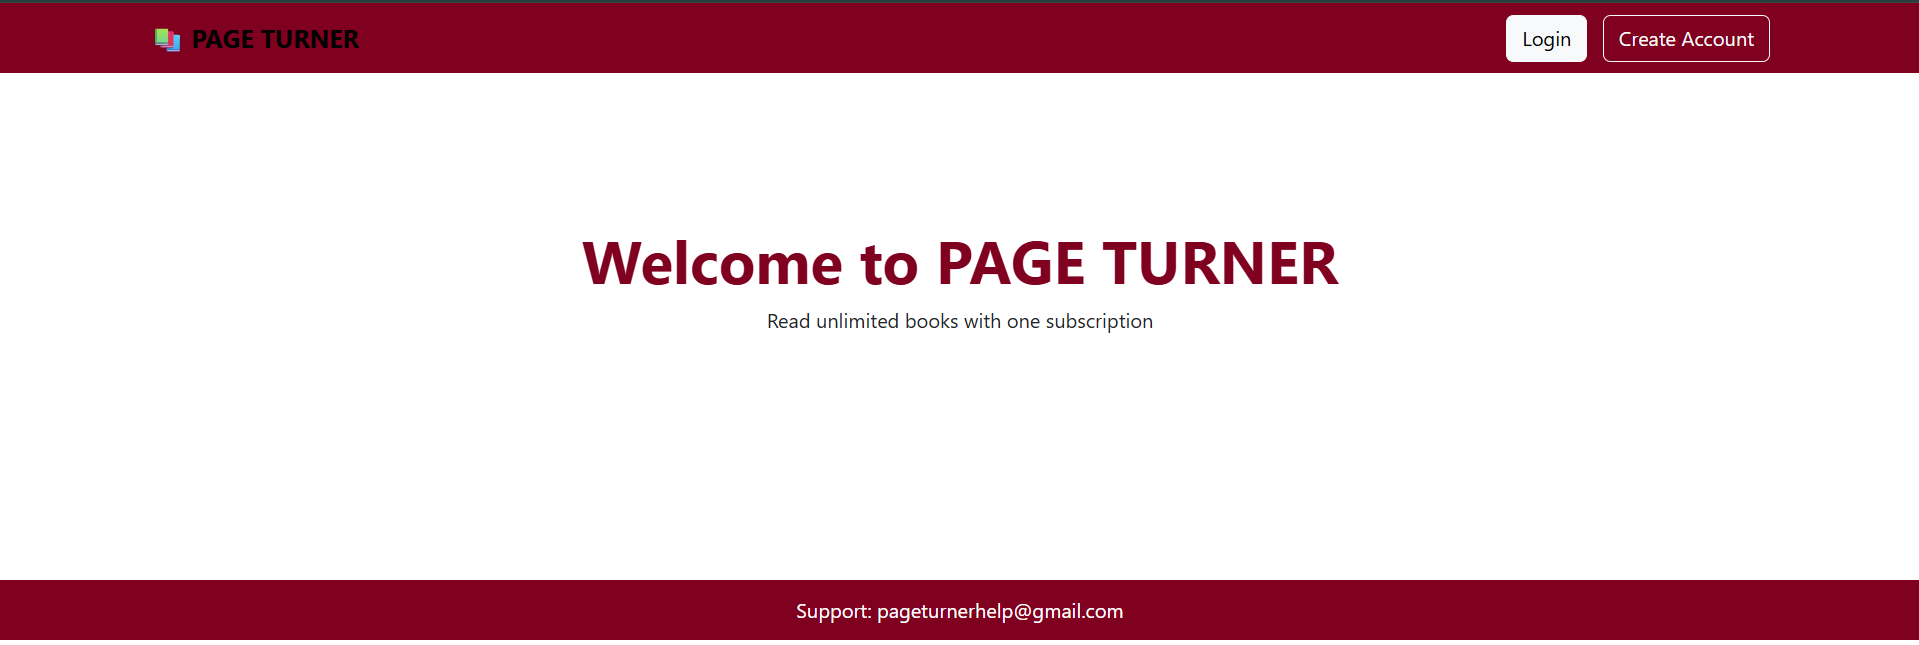 PAGE TURNER
Login
Create Account
Welcome to PAGE TURNER
Read unlimited books with one subscription
Support: pageturnerhelp@gmail.com